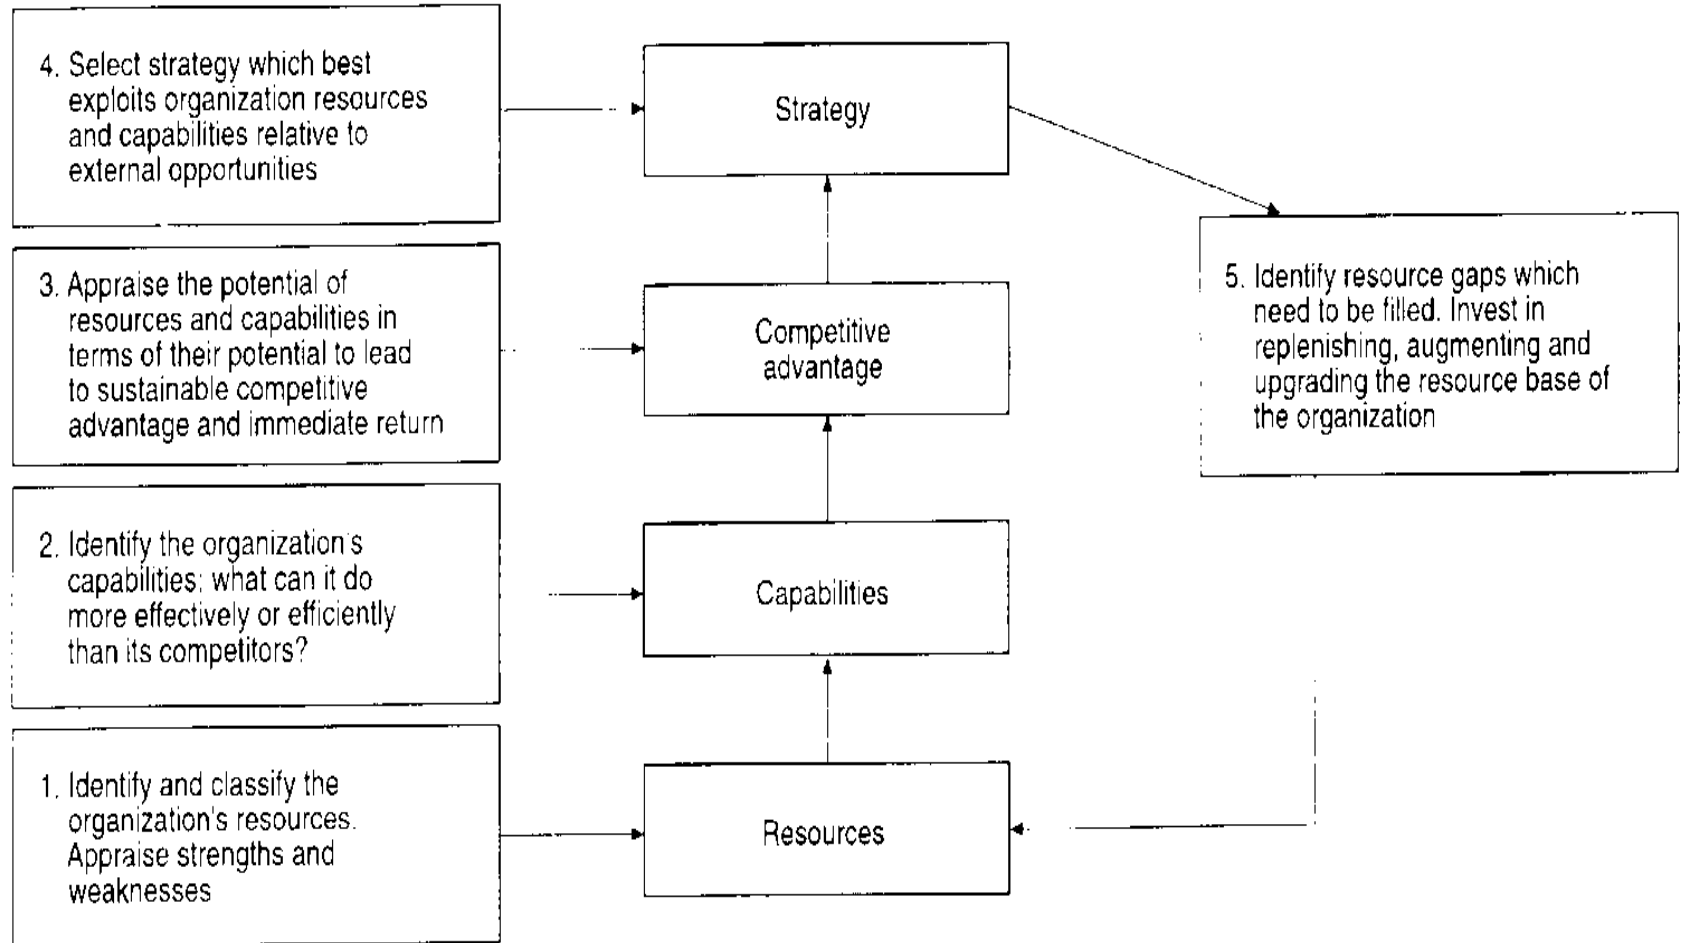 4. Select strategy which best
exploits organization resources
and capabilities relative to
external opportunities
Strategy
3. Appraise the potential of
resources and capabilities in
terms of their potential to lead
to sustainable competitive
advantage and immediate return
Competitive
advantage
5. Identify resource gaps which
need to be filled. Invest in
replenishing, augmenting and
upgrading the resource base of
the organization
2. Identify the organization's
capabilities: what can it do
more effectively or efficiently
than its competitors?
Capabilities
1. Identify and classify the
organization's resources.
Appraise strengths and
weaknesses
Resources